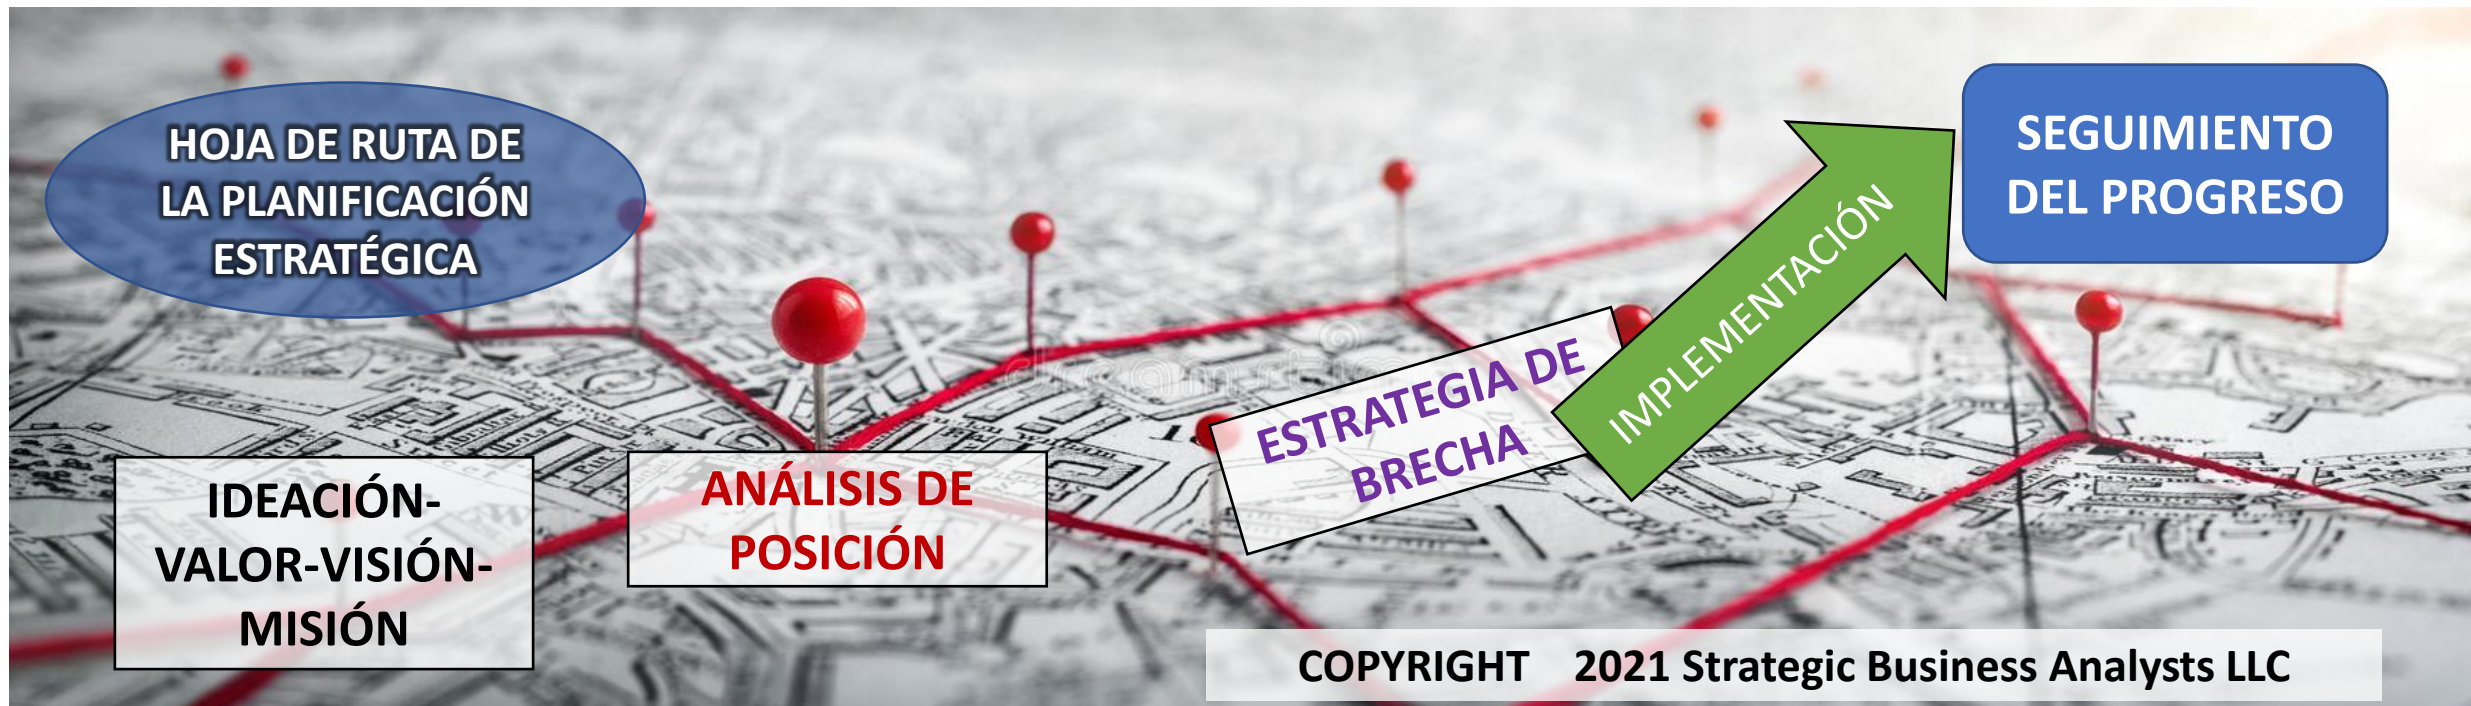 HOJA DE RUTA DE
LA PLANIFICACIÓN
ESTRATÉGICA
IDEACIÓN-
VALOR-VISIÓN-
MISIÓN
ANÁLISIS DE
POSICIÓN
ESTRATEGIA DE
BRECHA
IMPLEMENTACIÓN
SEGUIMIENTO
DEL PROGRESO
dreamstime
COPYRIGHT 2021 Strategic Business Analysts LLC